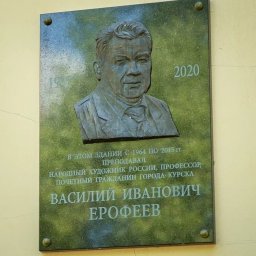 2020
В ЭТОМ ЗДАНИИ С 1964 ПО 2015 гг.
ПРЕПОДАВАЛ
НАРОДНЫЙ ХУДОЖНИК РОССИИ, ПРОФЕССОР,
ПОЧЕТНЫЙ ГРАЖДАНИН ГОРОДА КУРСКА
ВАСИЛИЙ ИВАНОВИЧ
ЕРОФЕЕВ